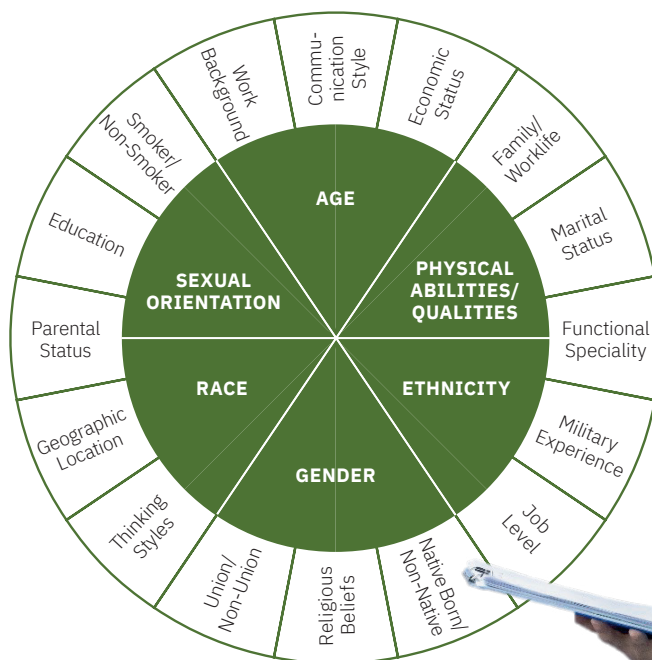 Commu-
nication
Style
Economic
Status
Family/
Worklife
Marital
Status
Functional
Speciality
Military
Experience
Job
Level
Native Born/
Non-Native
Religious
Beliefs
Union/
Non-Union
Thinking
Styles
Geographic
Location
Parental
Status
Education
Smoker/
Non-Smoker
Work
Background
AGE
PHYSICAL
ABILITIES/
QUALITIES
ETHNICITY
GENDER
RACE
SEXUAL
ORIENTATION